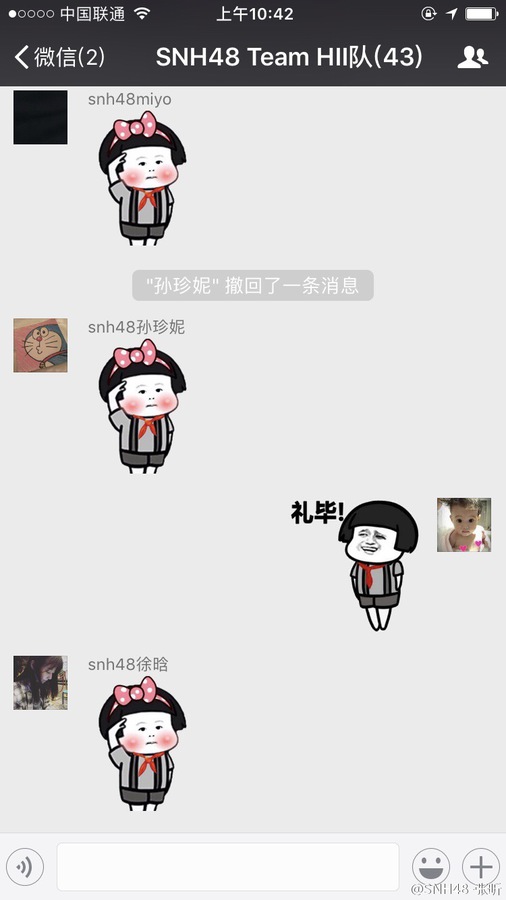 中国联通 上午10:42
微信(2) SNH48 Team HII队(43)
snh48miyo
"孙珍妮" 撤回了一条消息
snh48孙珍妮
礼毕!
snh48徐晗
@SNH48-张昕